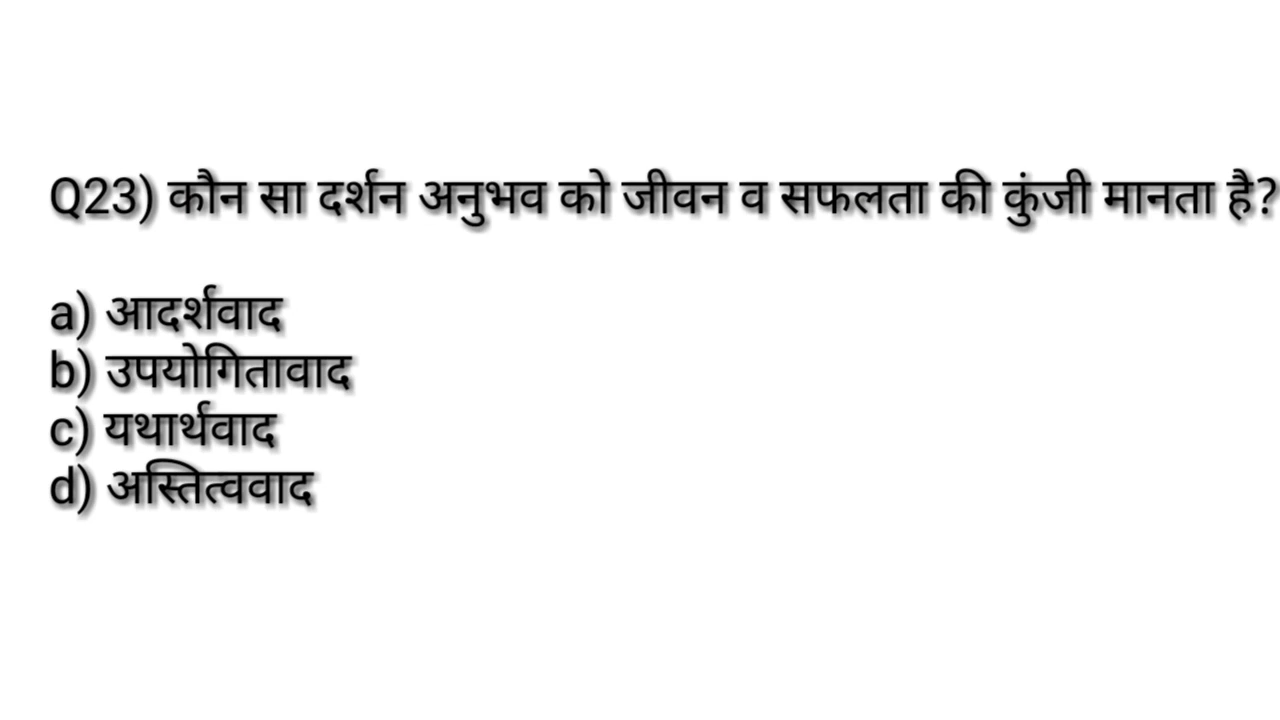 Q23) कौन सा दर्शन अनुभव को जीवन व सफलता की कुंजी मानता है?
a) आदर्शवाद
b) उपयोगितावाद
c) यथार्थवाद
d) अस्तित्ववाद